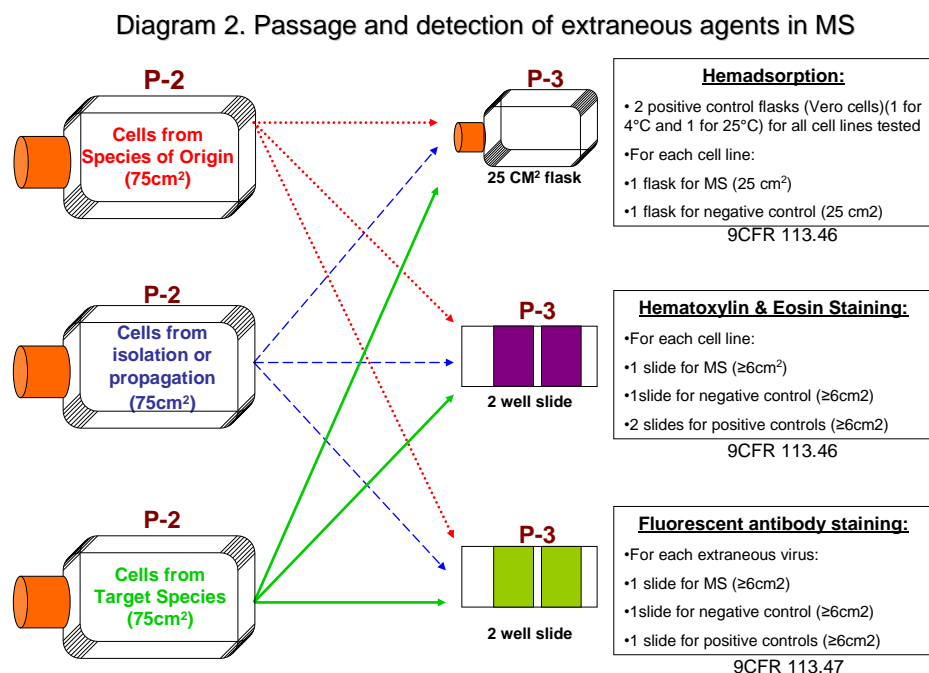 Diagram 2. Passage and detection of extraneous agents in MS
P-2
Cells from
Species of Origin
(75cm²)
P-3
25 CM² flask
Hemadsorption:
• 2 positive control flasks (Vero cells)(1 for
4°C and 1 for 25°C) for all cell lines tested
•For each cell line:
•1 flask for MS (25 cm²)
•1 flask for negative control (25 cm2)
9CFR 113.46
P-2
Cells from
isolation or
propagation
(75cm²)
P-3
2 well slide
Hematoxylin & Eosin Staining:
•For each cell line:
•1 slide for MS (≥6cm²)
•1slide for negative control (≥6cm2)
•2 slides for positive controls (≥6cm2)
9CFR 113.46
P-2
Cells from
Target Species
(75cm²)
P-3
2 well slide
Fluorescent antibody staining:
•For each extraneous virus:
•1 slide for MS (≥6cm2)
•1slide for negative control (≥6cm2)
•1 slide for positive controls (≥6cm2)
9CFR 113.47